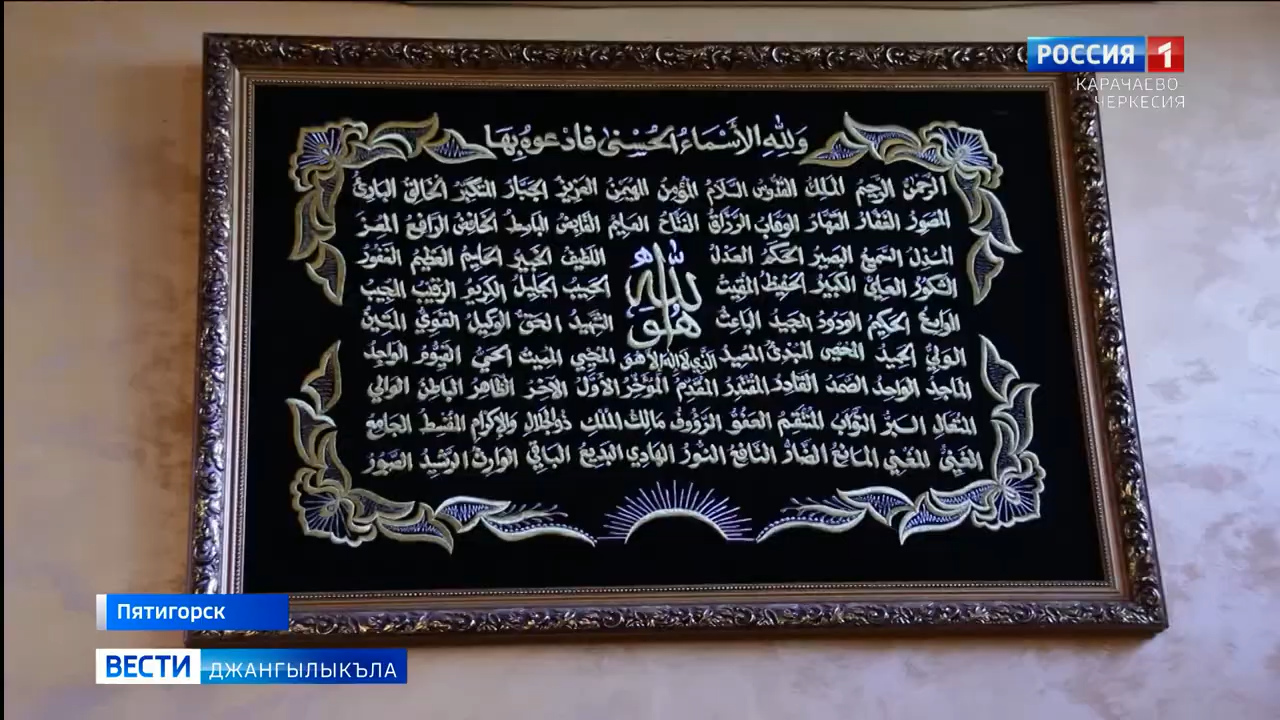 РОССИЯ 1
КАРАЧАЕВО-
ЧЕРКЕСИЯ
وَلِلّهِ الأَسْمَاءُ الحُسْنىٰ فَادْعُوهُ بِهَا
الرحمن الرحيم الملك القدوس السلام المؤمن المهيمن العزيز الجبار المتكبر الخالق البارئ
المصور الغفار القهار الوهاب الرزاق الفتاح العليم القابض الباسط الخافض الرافع المعز
المذل السميع البصير الحكم العدل اللطيف الخبير الحليم العظيم الغفور
هو الله
الشكور العلي الكبير الحفيظ المقيت الحسيب الجليل الكريم الرقيب المجيب
الواسع الحكيم الودود المجيد الباعث الشهيد الحق الوكيل القوي المتين
الولي الحميد المحصي المبدئ المعيد الذي لا اله الا هو المحيي المميت الحي القيوم الواجد
الماجد الواحد الصمد القادر المقتدر المقدم المؤخر الأول الآخر الظاهر الباطن الوالي
المتعال البر التواب المنتقم العفو الرؤوف مالك الملك ذو الجلال والإكرام المقسط الجامع
الغني المغني المانع الضار النافع النور الهادي البديع الباقي الوارث الرشيد الصبور
Пятигорск
ВЕСТИ ДЖАНГЫЛЫКЪЛА